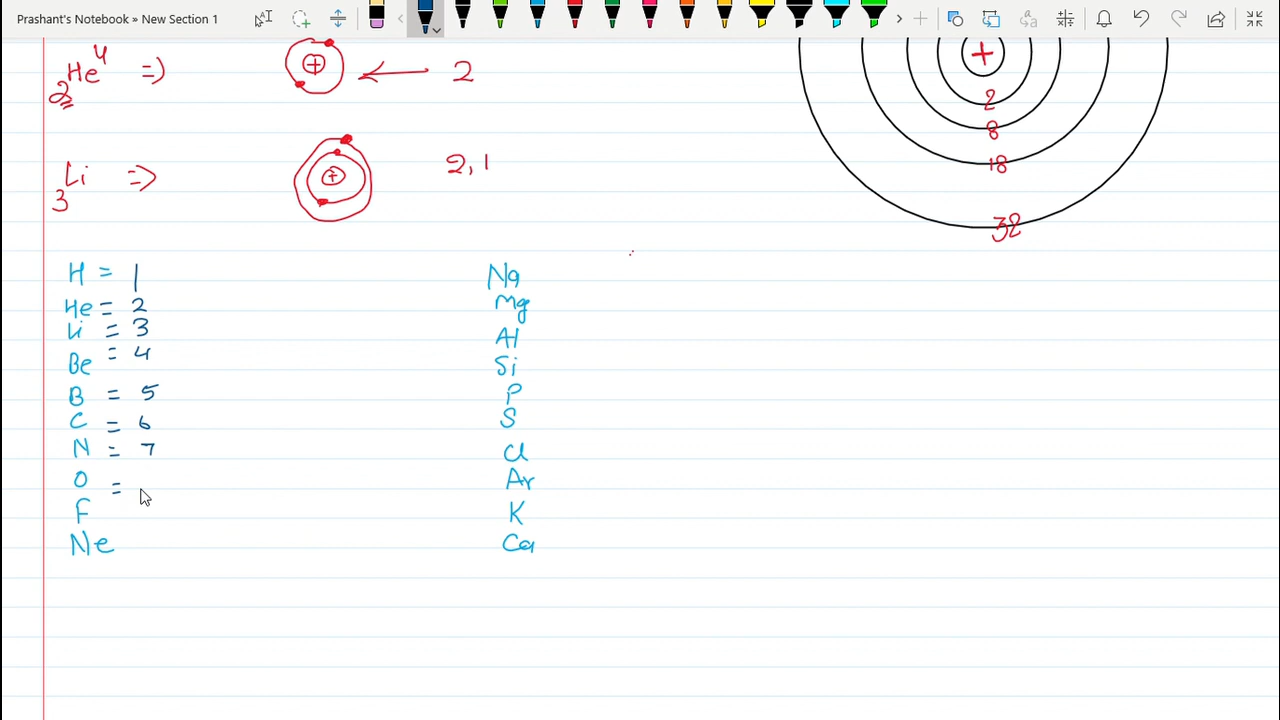 Prashant's Notebook » New Section 1
₂He⁴ ⇒ + ← 2
₃Li ⇒ + 2, 1
+
2
8
18
32
H = 1
He = 2
Li = 3
Be = 4
B = 5
C = 6
N = 7
O =
F
Ne
Na
Mg
Al
Si
P
S
Cl
Ar
K
Ca